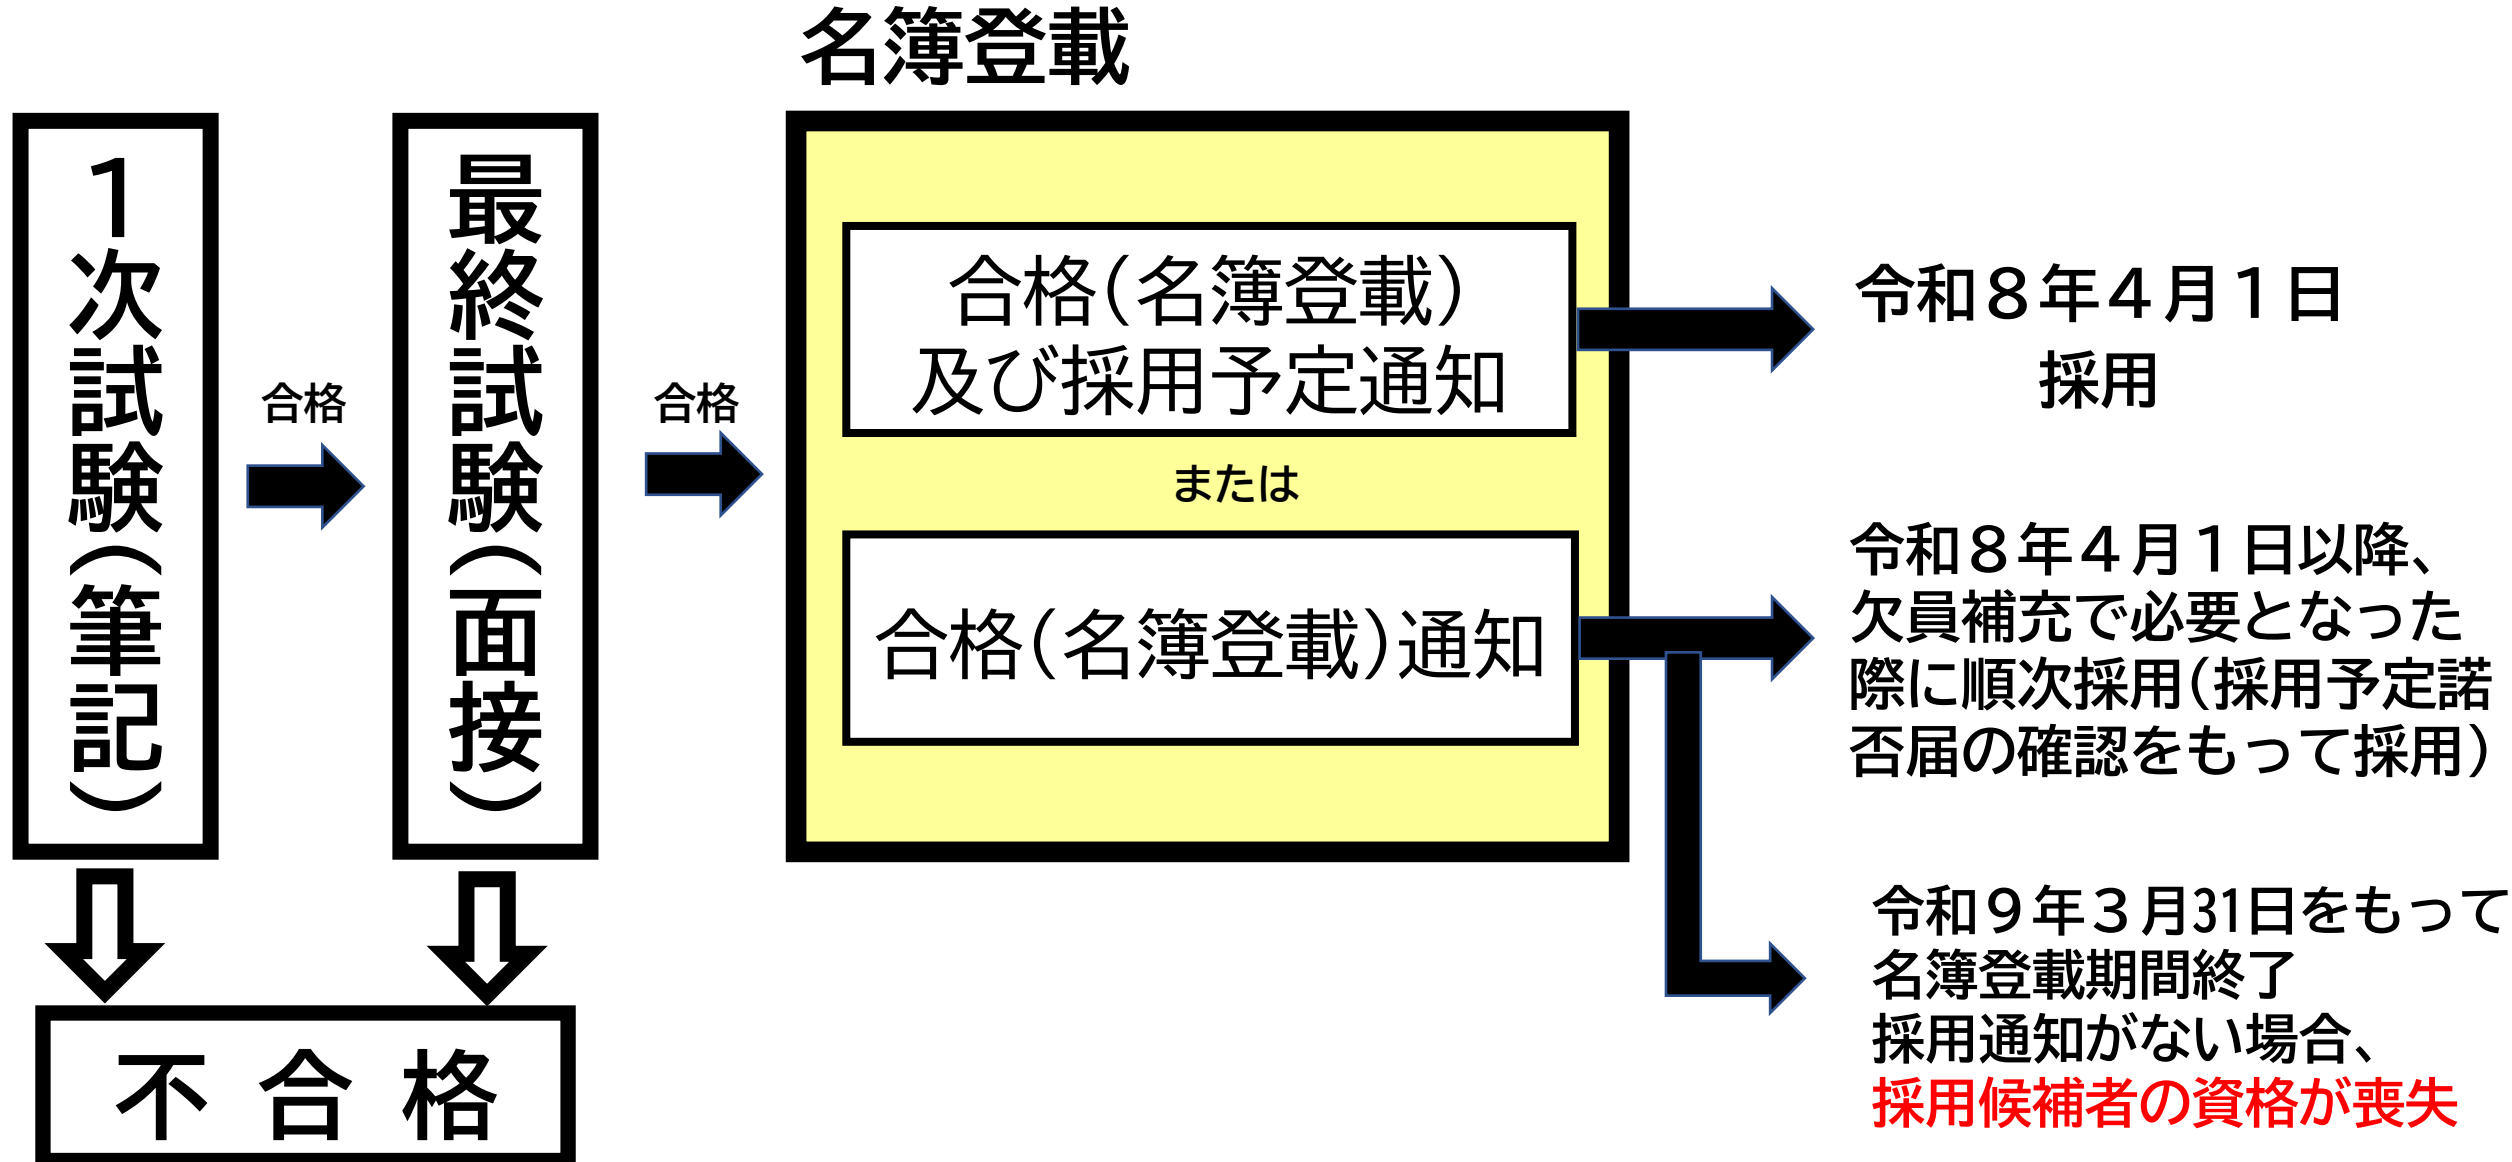 名簿登載
１次試験（筆記）
合格
最終試験（面接）
合格
不合格
合格（名簿登載）
及び採用予定通知
または
合格（名簿登載）通知
令和８年４月１日
採用
令和８年４月１日以降、
欠員補充で必要となった
際に順次採用（採用予定者
否届の確認をもって採用）
令和９年３月31日をもって
名簿登載期間終了
採用通知がない場合、
採用候補者の資格が喪失